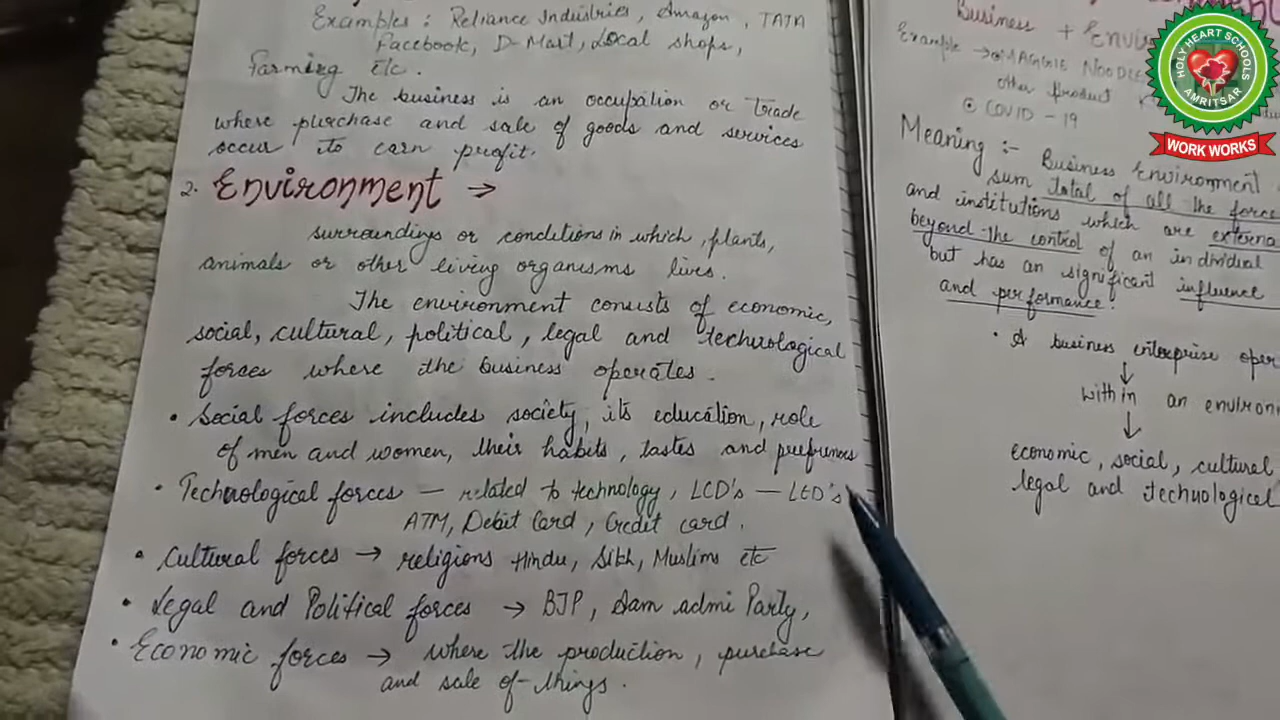 Examples : Reliance Industries, Amazon, TATA
Facebook, D-Mart, Local shops,
Farming etc.
The business is an occupation or trade
where purchase and sale of goods and services
occur to earn profit.
2. Environment →
surroundings or conditions in which, plants,
animals or other living organisms lives.
The environment consists of economic,
social, cultural, political, legal and technological
forces where the business operates.
• Social forces includes society, its education, role
of men and women, their habits, tastes and prefrences
• Technological forces — related to technology, LCD's — LED's
ATM, Debit Card, Credit card.
• Cultural forces → religions Hindu, Sikh, Muslims etc
• Legal and Political forces → BJP, Aam admi Party,
• Economic forces → where the production, purchase
and sale of things.
Business + Envi
Example → MAGGIE NOODLE
other product
COVID - 19
Meaning :- Business Environment
sum total of all the force
and institutions which are externa
beyond the control of an individual
but has an significant influence
and performance.
• A business enterprise oper
↓
with in an environ
↓
economic, social, cultural
legal and technological
HOLY HEART SCHOOLS
AMRITSAR
WORK WORKS